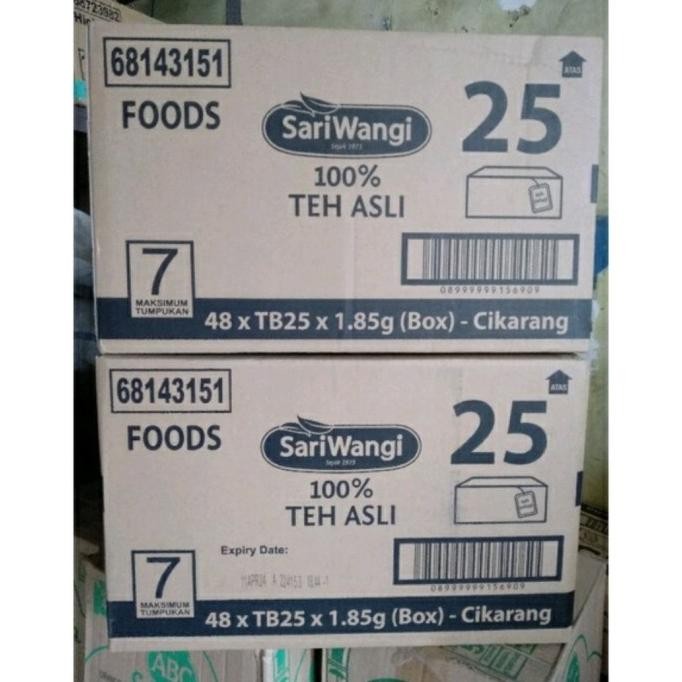 68143151
FOODS
SariWangi
Sejak 1973
100%
TEH ASLI
25
ATAS
08999999156909
7
MAKSIMUM
TUMPUKAN
48 x TB25 x 1.85g (Box) - Cikarang
68143151
FOODS
SariWangi
Sejak 1973
100%
TEH ASLI
25
ATAS
Expiry Date:
08999999156909
7
MAKSIMUM
TUMPUKAN
48 x TB25 x 1.85g (Box) - Cikarang
ABC